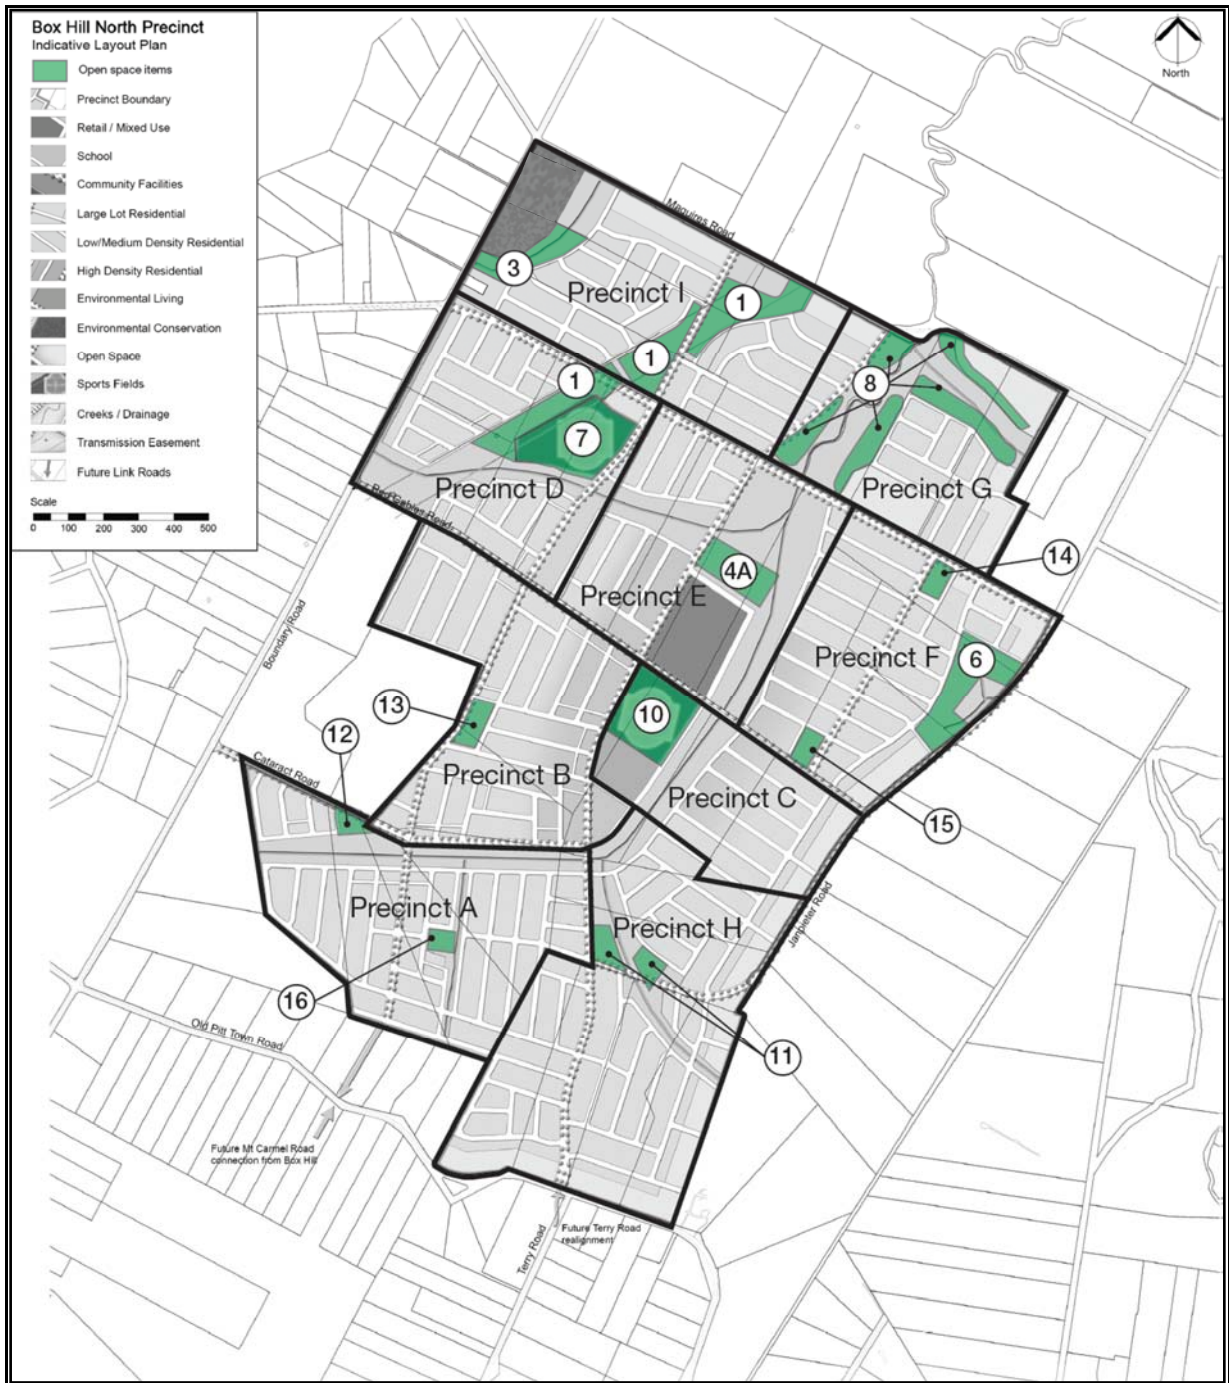 Box Hill North Precinct
Indicative Layout Plan
Open space items
Precinct Boundary
Retail / Mixed Use
School
Community Facilities
Large Lot Residential
Low/Medium Density Residential
High Density Residential
Environmental Living
Environmental Conservation
Open Space
Sports Fields
Creeks / Drainage
Transmission Easement
Future Link Roads
Scale
0 100 200 300 400 500
North
Maguires Road
3
Precinct I
1
1
1
8
7
Precinct D
Precinct G
Red Gables Road
14
4A
Precinct E
Precinct F
6
Boundary Road
13
10
12
Cataract Road
Precinct B
Precinct C
15
Precinct A
Precinct H
Janpieter Road
16
Old Pitt Town Road
11
Future Mt Carmel Road
connection from Box Hill
Terry Road
Future Terry Road
realignment